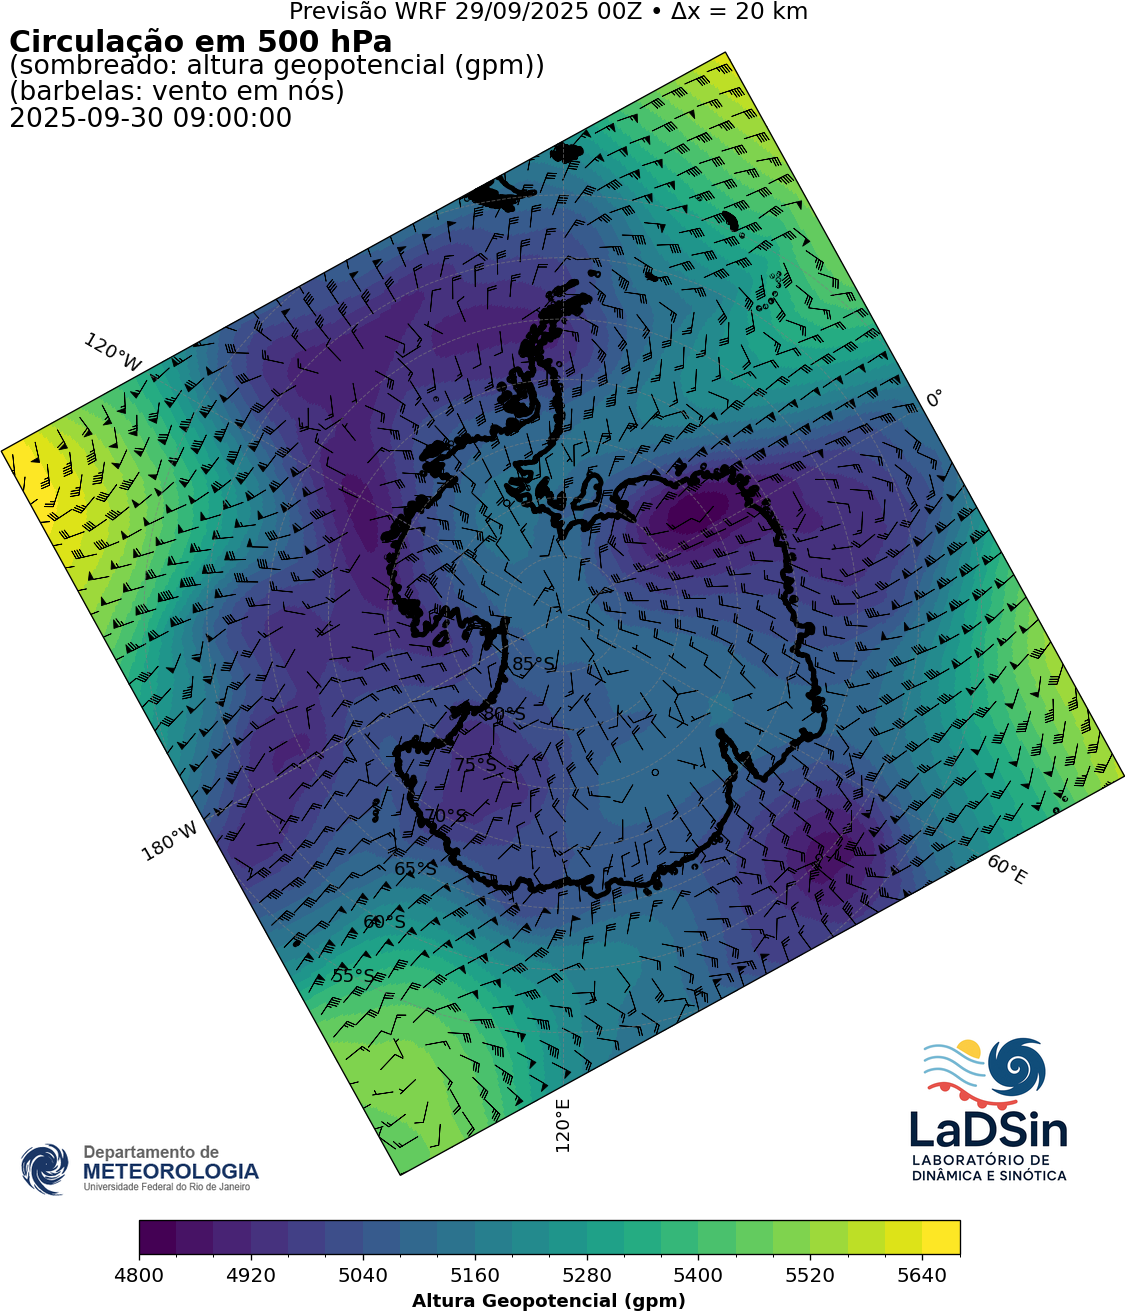 Previsão WRF 29/09/2025 00Z • Δx = 20 km
Circulação em 500 hPa
(sombreado: altura geopotencial (gpm))
(barbelas: vento em nós)
2025-09-30 09:00:00
120°W
0°
85°S
80°S
75°S
70°S
180°W
65°S
60°E
60°S
55°S
120°E
LaDSin
LABORATÓRIO DE
DINÂMICA E SINÓTICA
Departamento de
METEOROLOGIA
Universidade Federal do Rio de Janeiro
4800 4920 5040 5160 5280 5400 5520 5640
Altura Geopotencial (gpm)